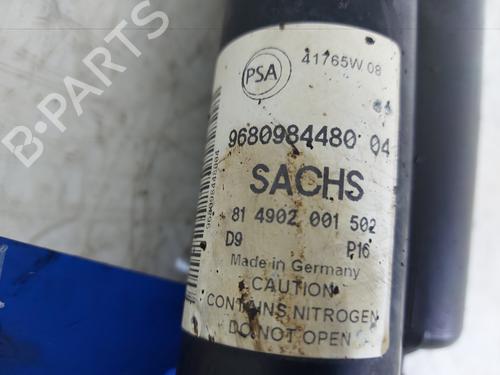 PSA
41765W 08
04
9680984480 04
SACHS
81 4902 001 502
D9 P16
Made in Germany
CAUTION
CONTAINS NITROGEN
DO NOT OPEN
B-PARTS